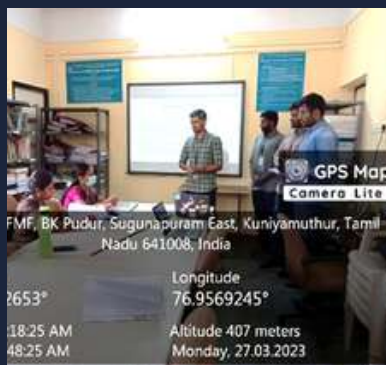 GPS Map
Camera Lite
FMF, BK Pudur, Sugunapuram East, Kuniyamuthur, Tamil
Nadu 641008, India
Longitude
2653°
76.9569245°
:18:25 AM
Altitude 407 meters
48:25 AM
Monday, 27.03.2023